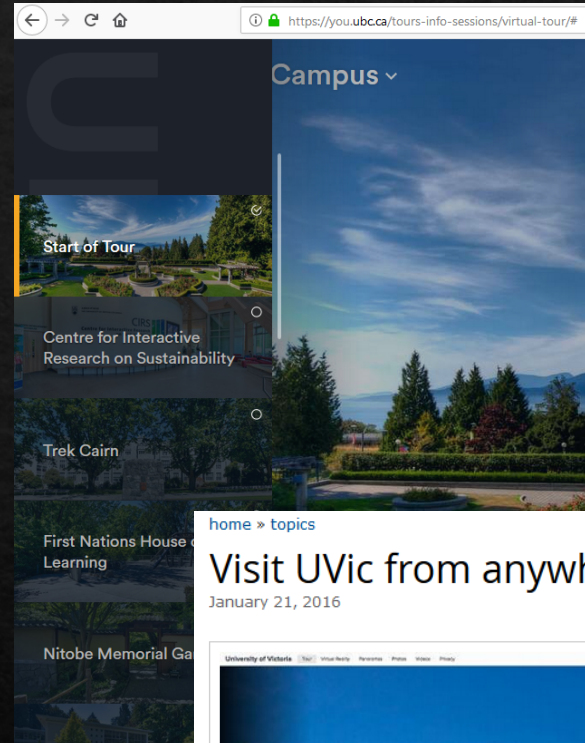 https://you.ubc.ca/tours-info-sessions/virtual-tour/#
Campus
Start of Tour
Centre for Interactive
Research on Sustainability
Trek Cairn
First Nations House
Learning
Nitobe Memorial
home » topics
Visit UVic from
January 21, 2016
University of Victoria Tour Virtual Reality Panoramas Photos Videos Privacy